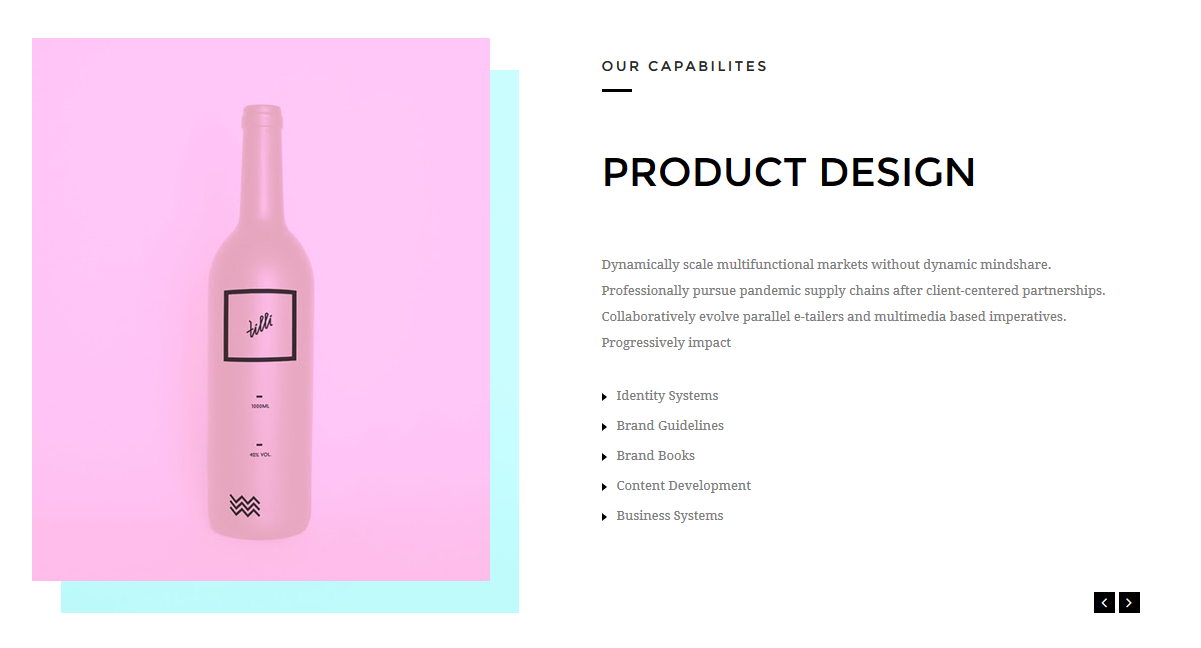 OUR CAPABILITES
PRODUCT DESIGN
Dynamically scale multifunctional markets without dynamic mindshare.
Professionally pursue pandemic supply chains after client-centered partnerships.
Collaboratively evolve parallel e-tailers and multimedia based imperatives.
Progressively impact
Identity Systems
Brand Guidelines
Brand Books
Content Development
Business Systems
tilli
1000ML
40% VOL.